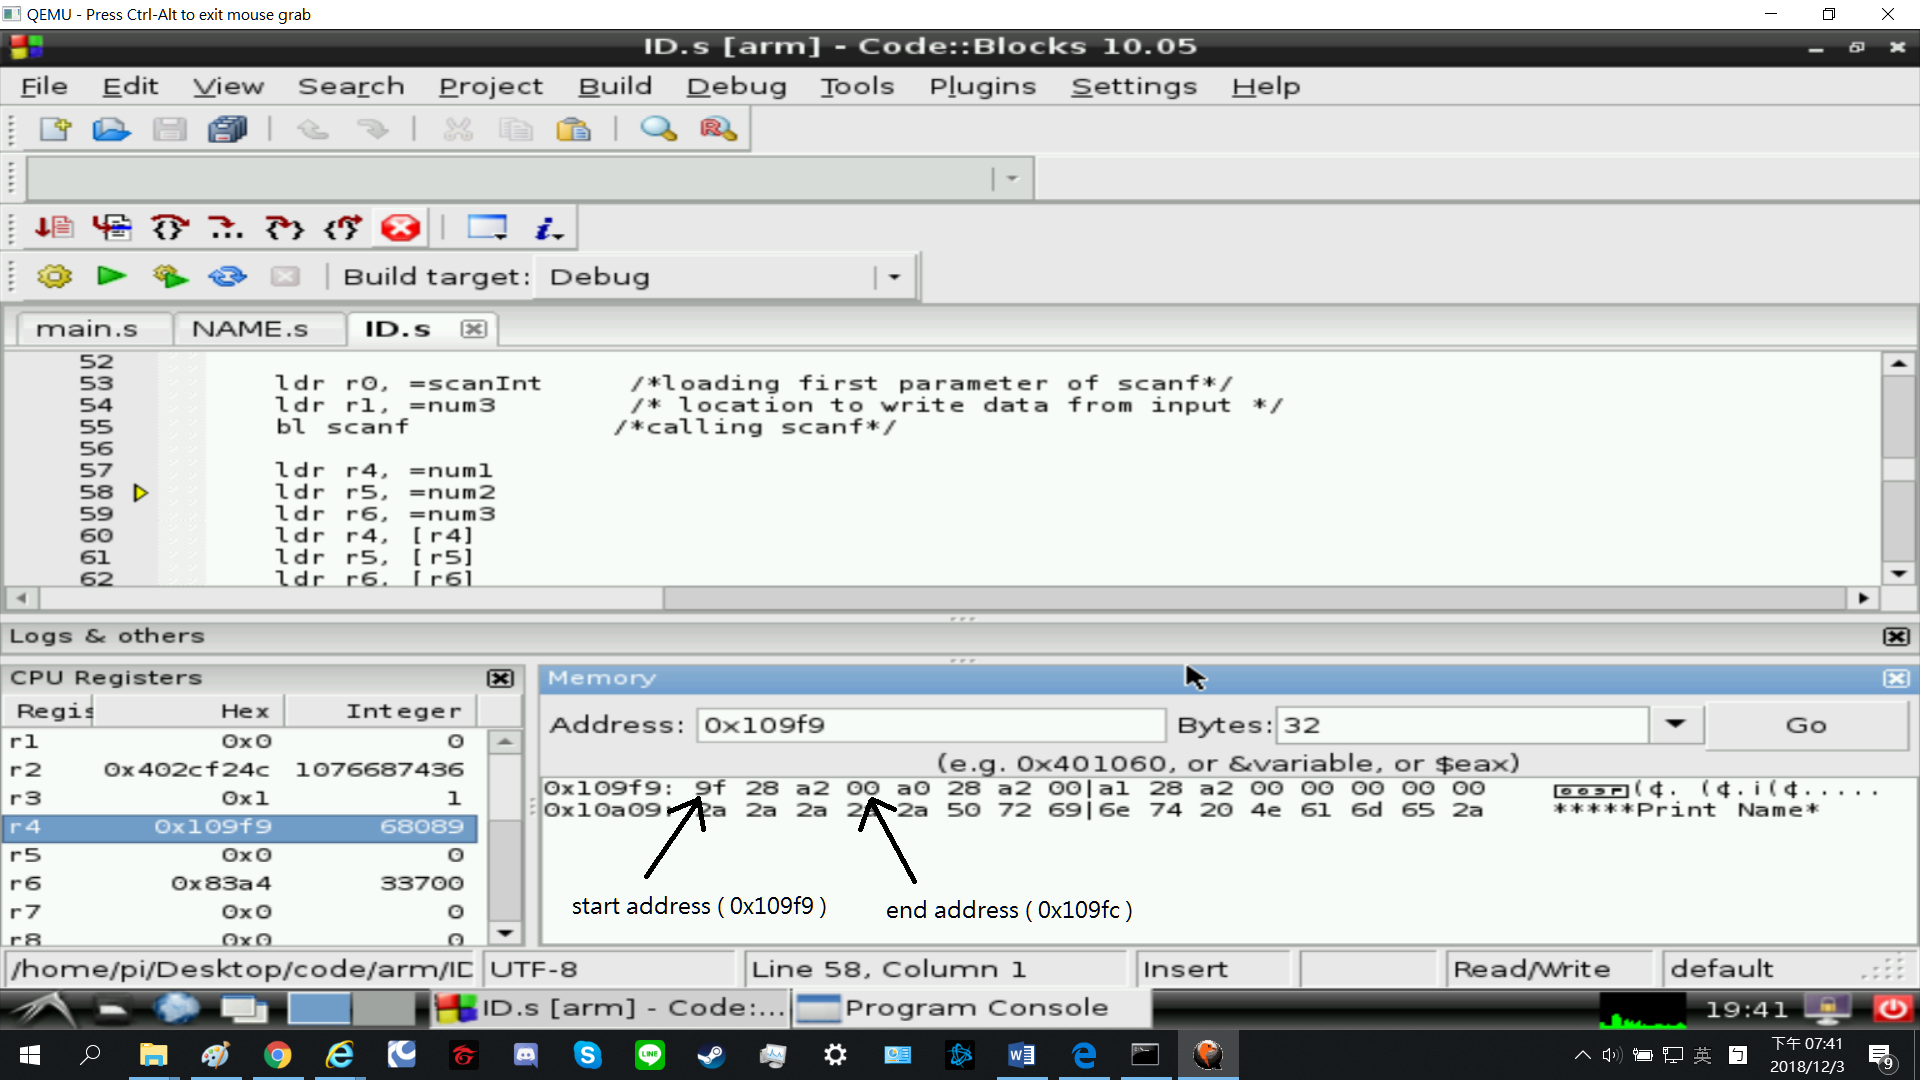 QEMU - Press Ctrl-Alt to exit mouse grab
ID.s [arm] - Code::Blocks 10.05
File Edit View Search Project Build Debug Tools Plugins Settings Help
Build target: Debug
main.s NAME.s ID.s
52
53 ldr r0, =scanInt /*loading first parameter of scanf*/
54 ldr r1, =num3 /* location to write data from input */
55 bl scanf /*calling scanf*/
56
57 ldr r4, =num1
58 ldr r5, =num2
59 ldr r6, =num3
60 ldr r4, [r4]
61 ldr r5, [r5]
62 ldr r6, [r6]
Logs & others
CPU Registers
Regis Hex Integer
r1 0x0 0
r2 0x402cf24c 1076687436
r3 0x1 1
r4 0x109f9 68089
r5 0x0 0
r6 0x83a4 33700
r7 0x0 0
r8 0x0 0
Memory
Address: 0x109f9 Bytes: 32 Go
(e.g. 0x401060, or &variable, or $eax)
0x109f9: 9f 28 a2 00 a0 28 a2 00|a1 28 a2 00 00 00 00 00 (¢. (¢.i(¢.....
0x10a09: 2a 2a 2a 2a 2a 50 72 69|6e 74 20 4e 61 6d 65 2a *****Print Name*
start address ( 0x109f9 )
end address ( 0x109fc )
/home/pi/Desktop/code/arm/ID UTF-8 Line 58, Column 1 Insert Read/Write default
ID.s [arm] - Code:... Program Console 19:41
英 下午 07:41
2018/12/3
9